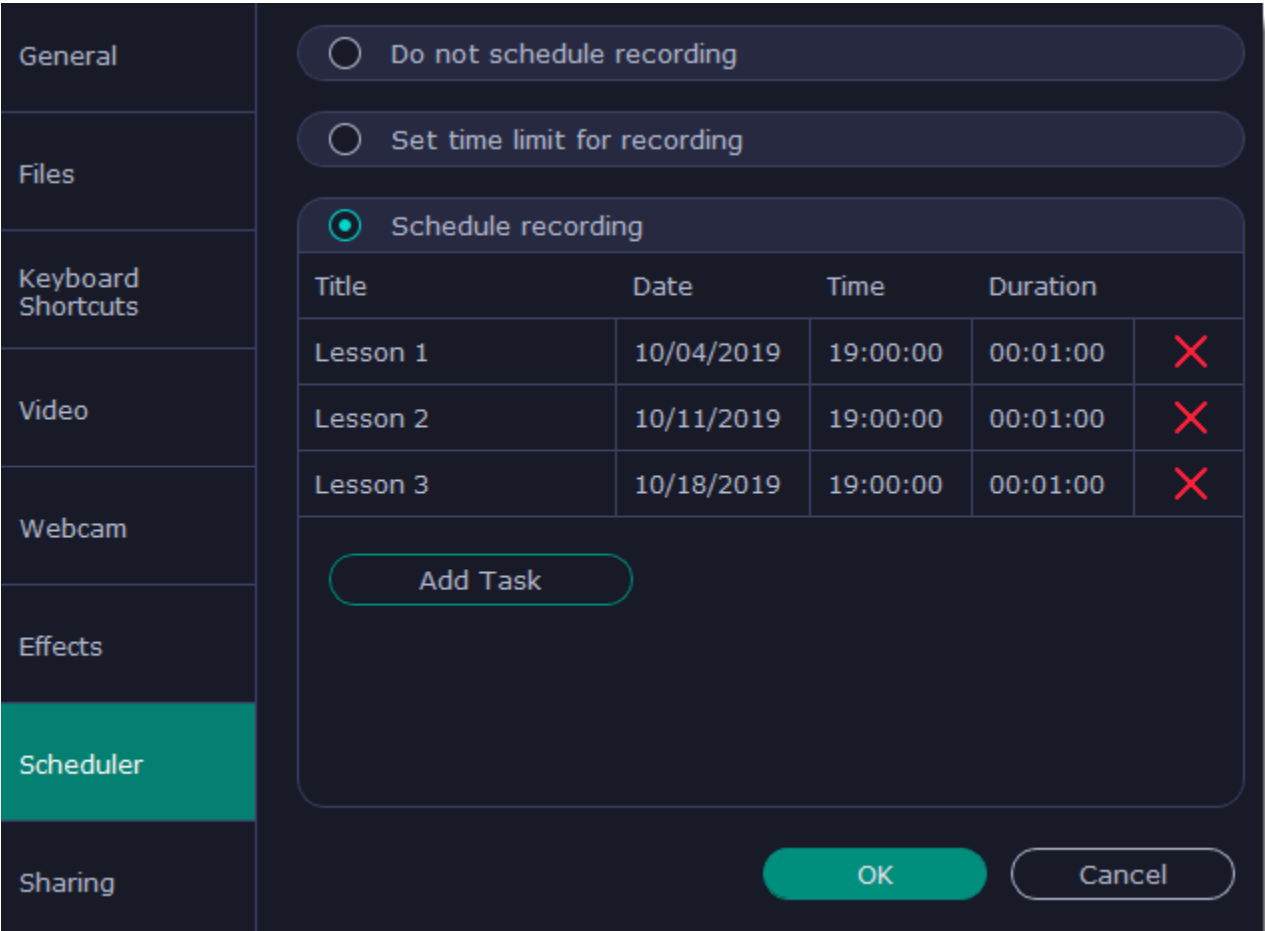 General
Files
Keyboard
Shortcuts
Video
Webcam
Effects
Scheduler
Sharing
Do not schedule recording
Set time limit for recording
Schedule recording
Title Date Time Duration
Lesson 1 10/04/2019 19:00:00 00:01:00
Lesson 2 10/11/2019 19:00:00 00:01:00
Lesson 3 10/18/2019 19:00:00 00:01:00
Add Task
OK Cancel